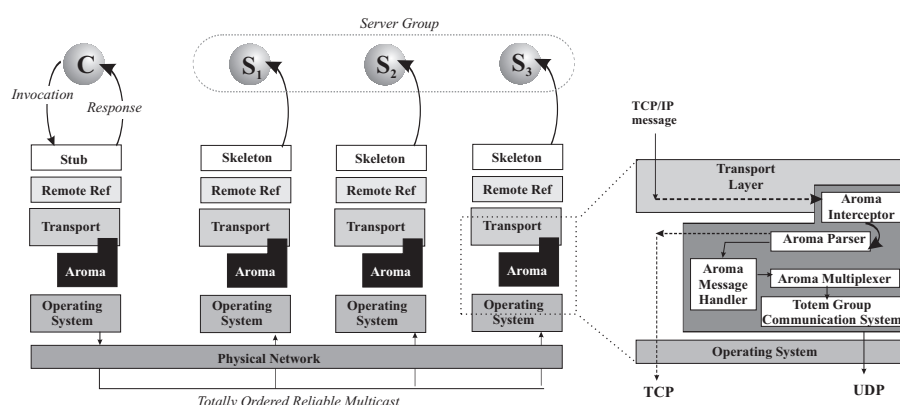 Server Group
C
S1
S2
S3
Invocation
Response
Stub
Skeleton
Skeleton
Skeleton
Remote Ref
Remote Ref
Remote Ref
Remote Ref
Transport
Transport
Transport
Transport
Aroma
Aroma
Aroma
Aroma
Operating
System
Operating
System
Operating
System
Operating
System
Physical Network
Totally Ordered Reliable Multicast
TCP/IP
message
Transport
Layer
Aroma
Interceptor
Aroma Parser
Aroma
Message
Handler
Aroma Multiplexer
Totem Group
Communication System
Operating System
TCP
UDP